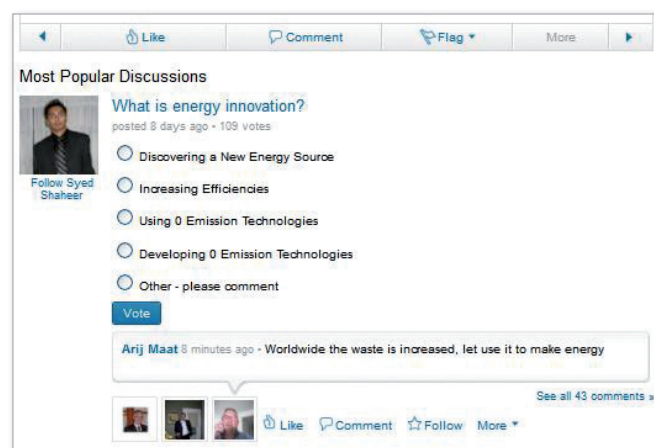 Like Comment Flag More
Most Popular Discussions
What is energy innovation?
posted 8 days ago • 109 votes
Follow Syed
Shaheer
Discovering a New Energy Source
Increasing Efficiencies
Using 0 Emission Technologies
Developing 0 Emission Technologies
Other - please comment
Vote
Arij Maat 8 minutes ago • Worldwide the waste is increased, let use it to make energy
See all 43 comments »
Like Comment Follow More